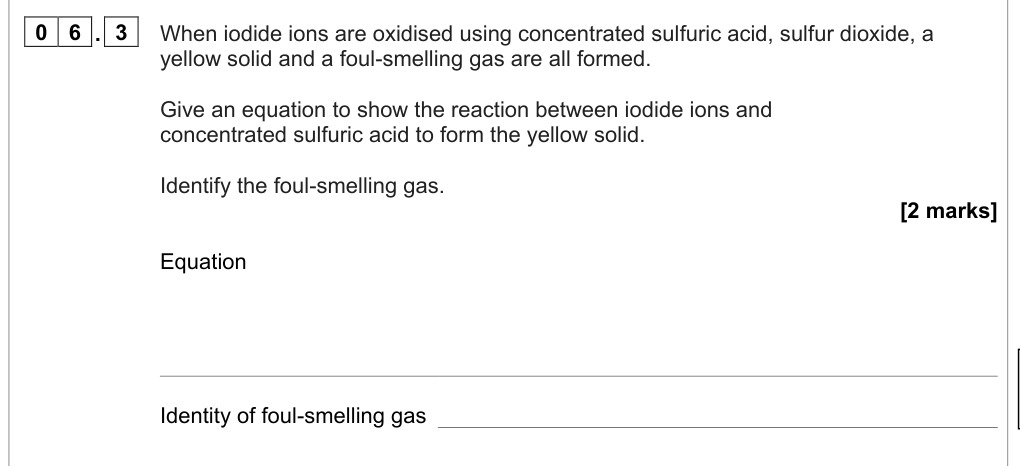 0 6 . 3 When iodide ions are oxidised using concentrated sulfuric acid, sulfur dioxide, a
yellow solid and a foul-smelling gas are all formed.
Give an equation to show the reaction between iodide ions and
concentrated sulfuric acid to form the yellow solid.
Identify the foul-smelling gas.
[2 marks]
Equation
Identity of foul-smelling gas